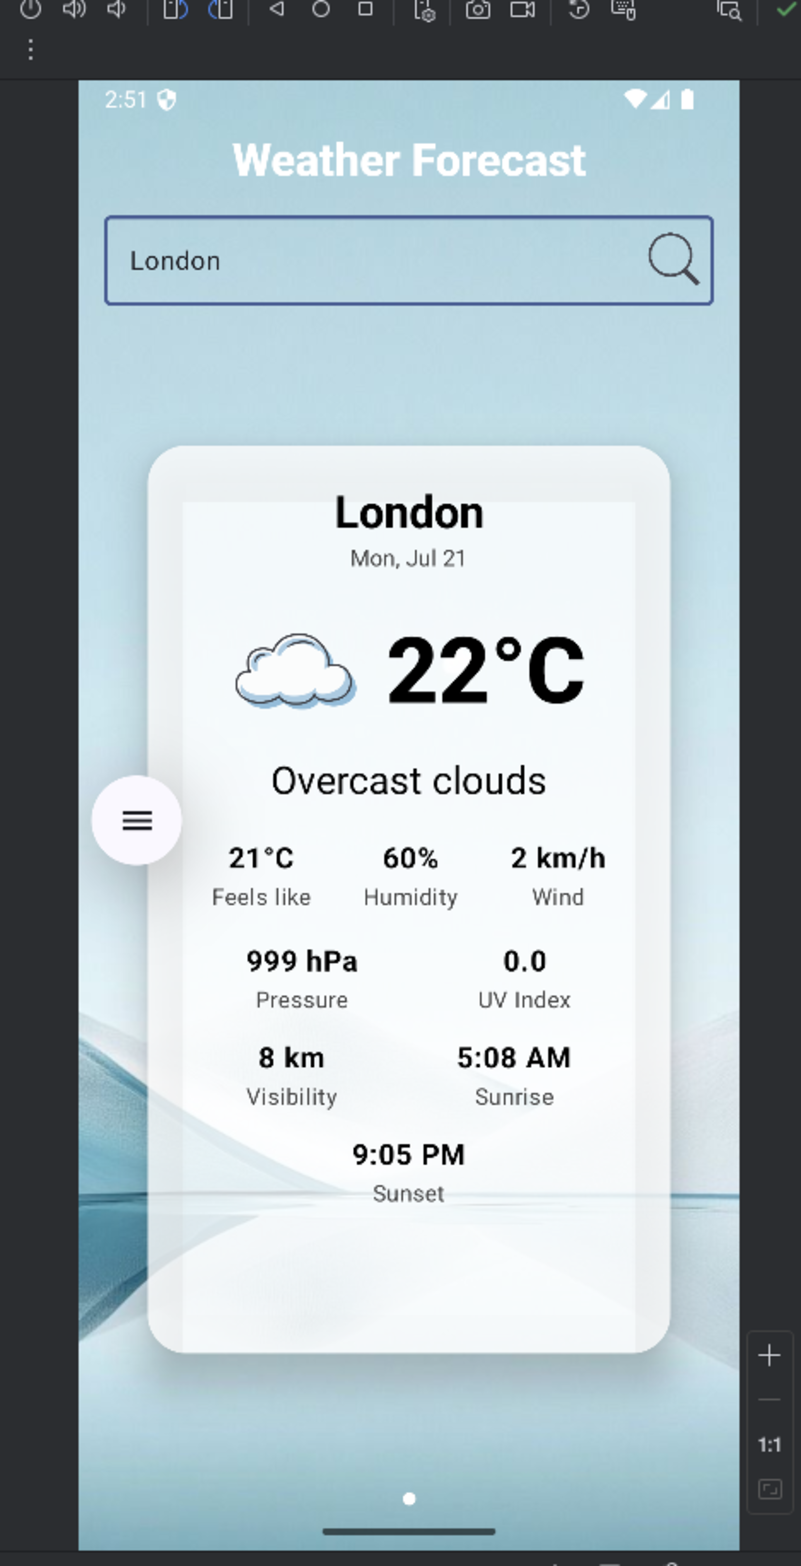 2:51
Weather Forecast
London
London
Mon, Jul 21
22°C
Overcast clouds
21°C 60% 2 km/h
Feels like Humidity Wind
999 hPa 0.0
Pressure UV Index
8 km 5:08 AM
Visibility Sunrise
9:05 PM
Sunset
1:1